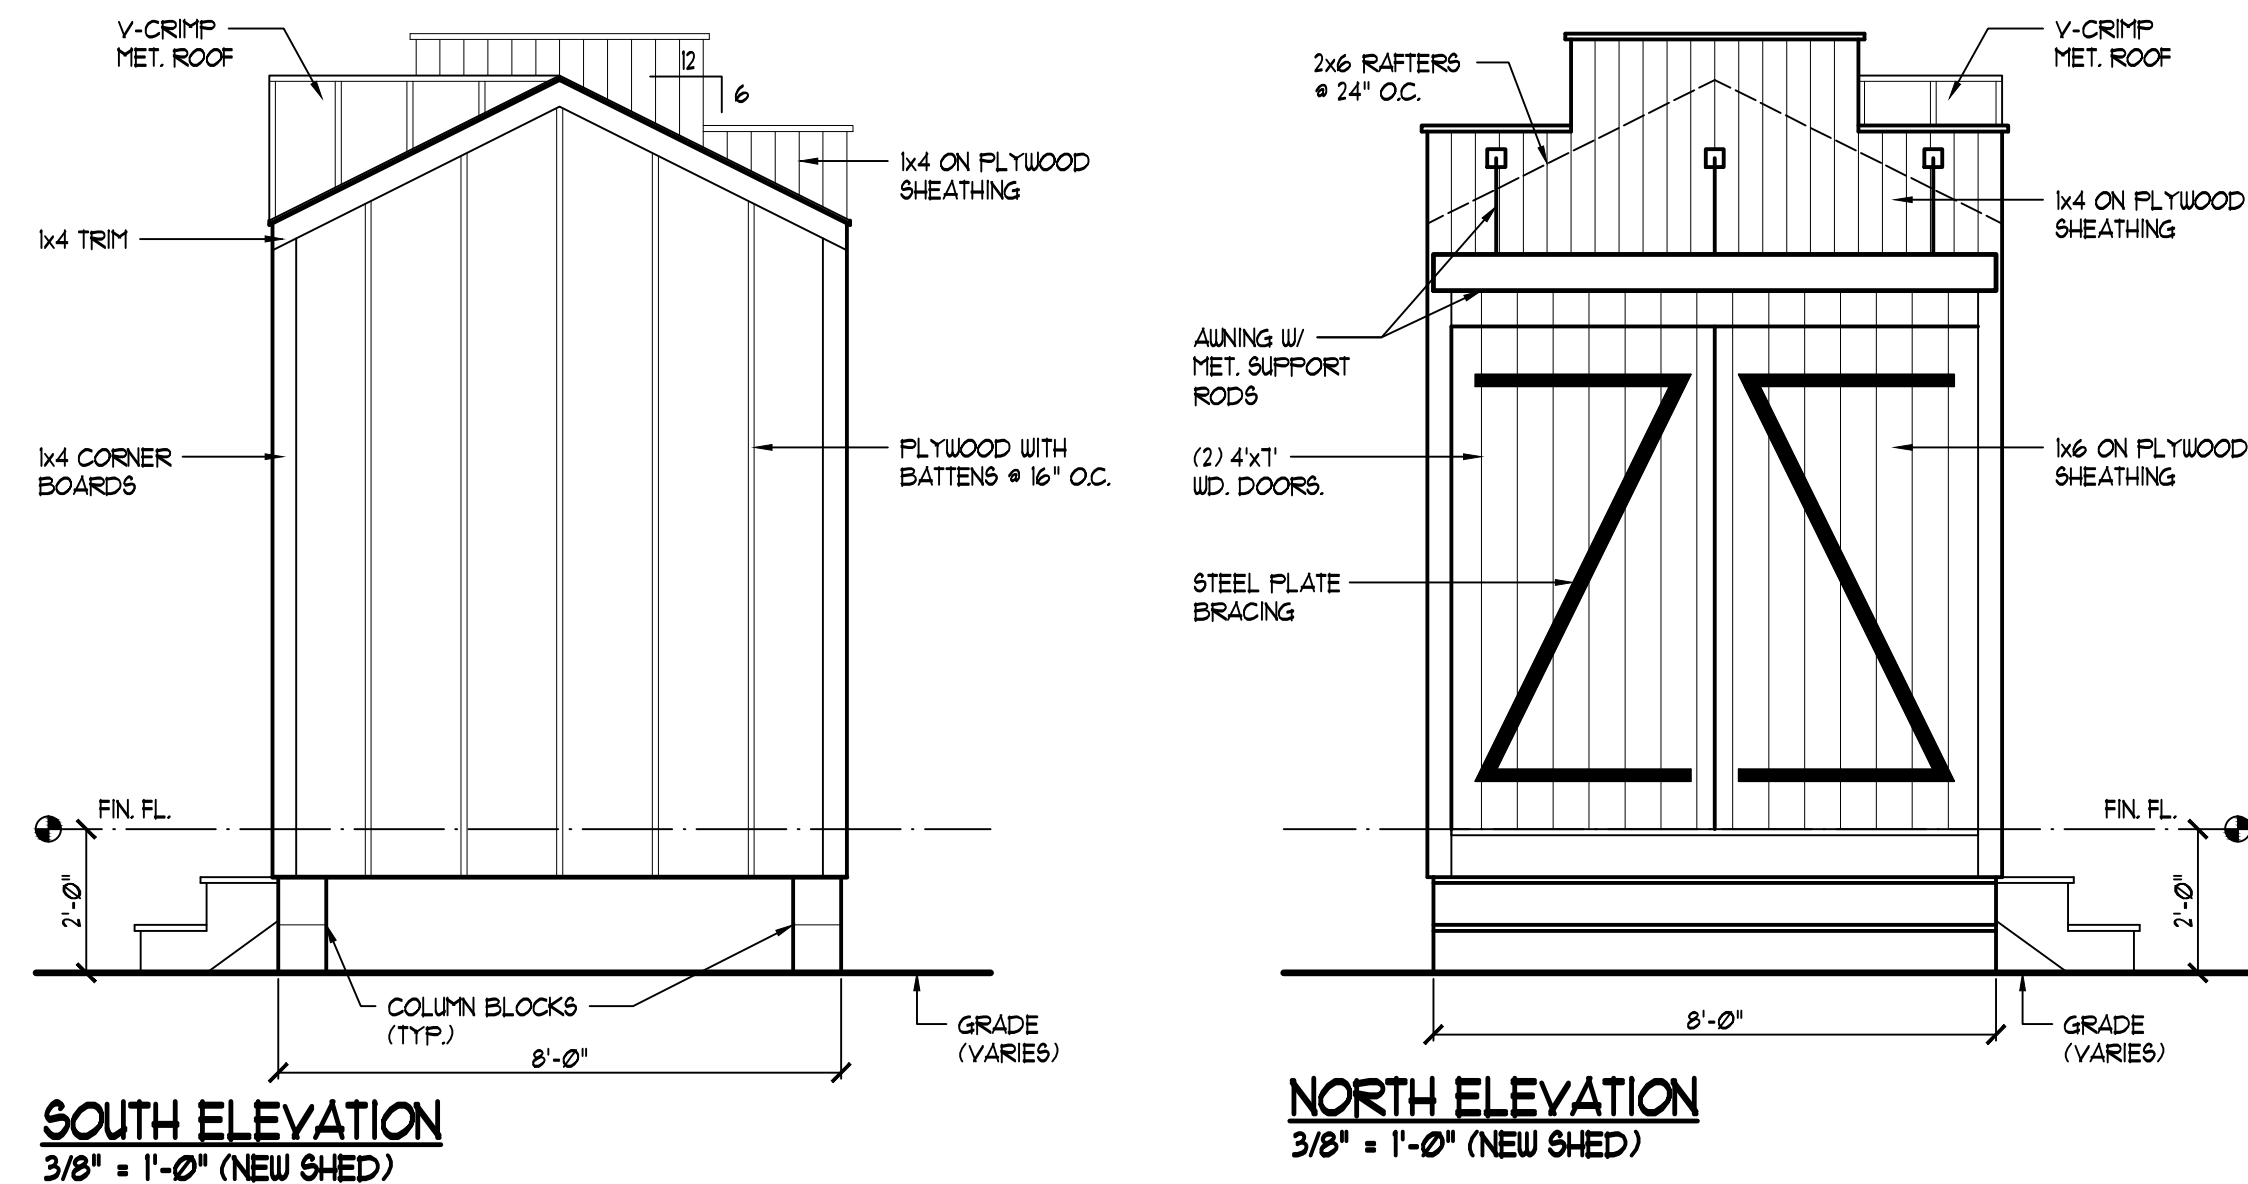 V-CRIMP
MET. ROOF
12
6
1x4 ON PLYWOOD
SHEATHING
1x4 TRIM
1x4 CORNER
BOARDS
PLYWOOD WITH
BATTENS @ 16" O.C.
FIN. FL.
2'-0"
COLUMN BLOCKS
(TYP.)
8'-0"
GRADE
(VARIES)
SOUTH ELEVATION
3/8" = 1'-0" (NEW SHED)
2x6 RAFTERS
@ 24" O.C.
V-CRIMP
MET. ROOF
1x4 ON PLYWOOD
SHEATHING
AWNING W/
MET. SUPPORT
RODS
(2) 4'x7'
WD. DOORS.
1x6 ON PLYWOOD
SHEATHING
STEEL PLATE
BRACING
FIN. FL.
2'-0"
8'-0"
GRADE
(VARIES)
NORTH ELEVATION
3/8" = 1'-0" (NEW SHED)